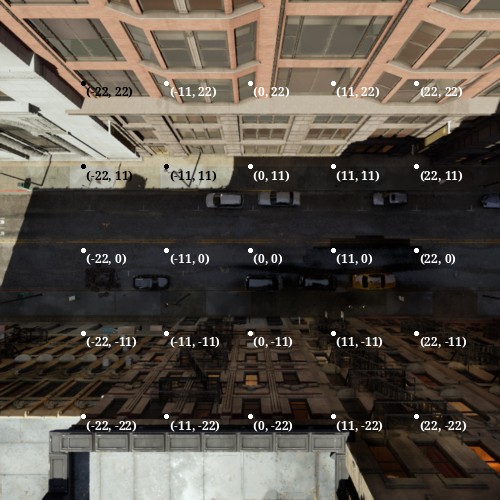 (-22, 22) (-11, 22) (0, 22) (11, 22) (22, 22)
(-22, 11) (-11, 11) (0, 11) (11, 11) (22, 11)
(-22, 0) (-11, 0) (0, 0) (11, 0) (22, 0)
(-22, -11) (-11, -11) (0, -11) (11, -11) (22, -11)
(-22, -22) (-11, -22) (0, -22) (11, -22) (22, -22)